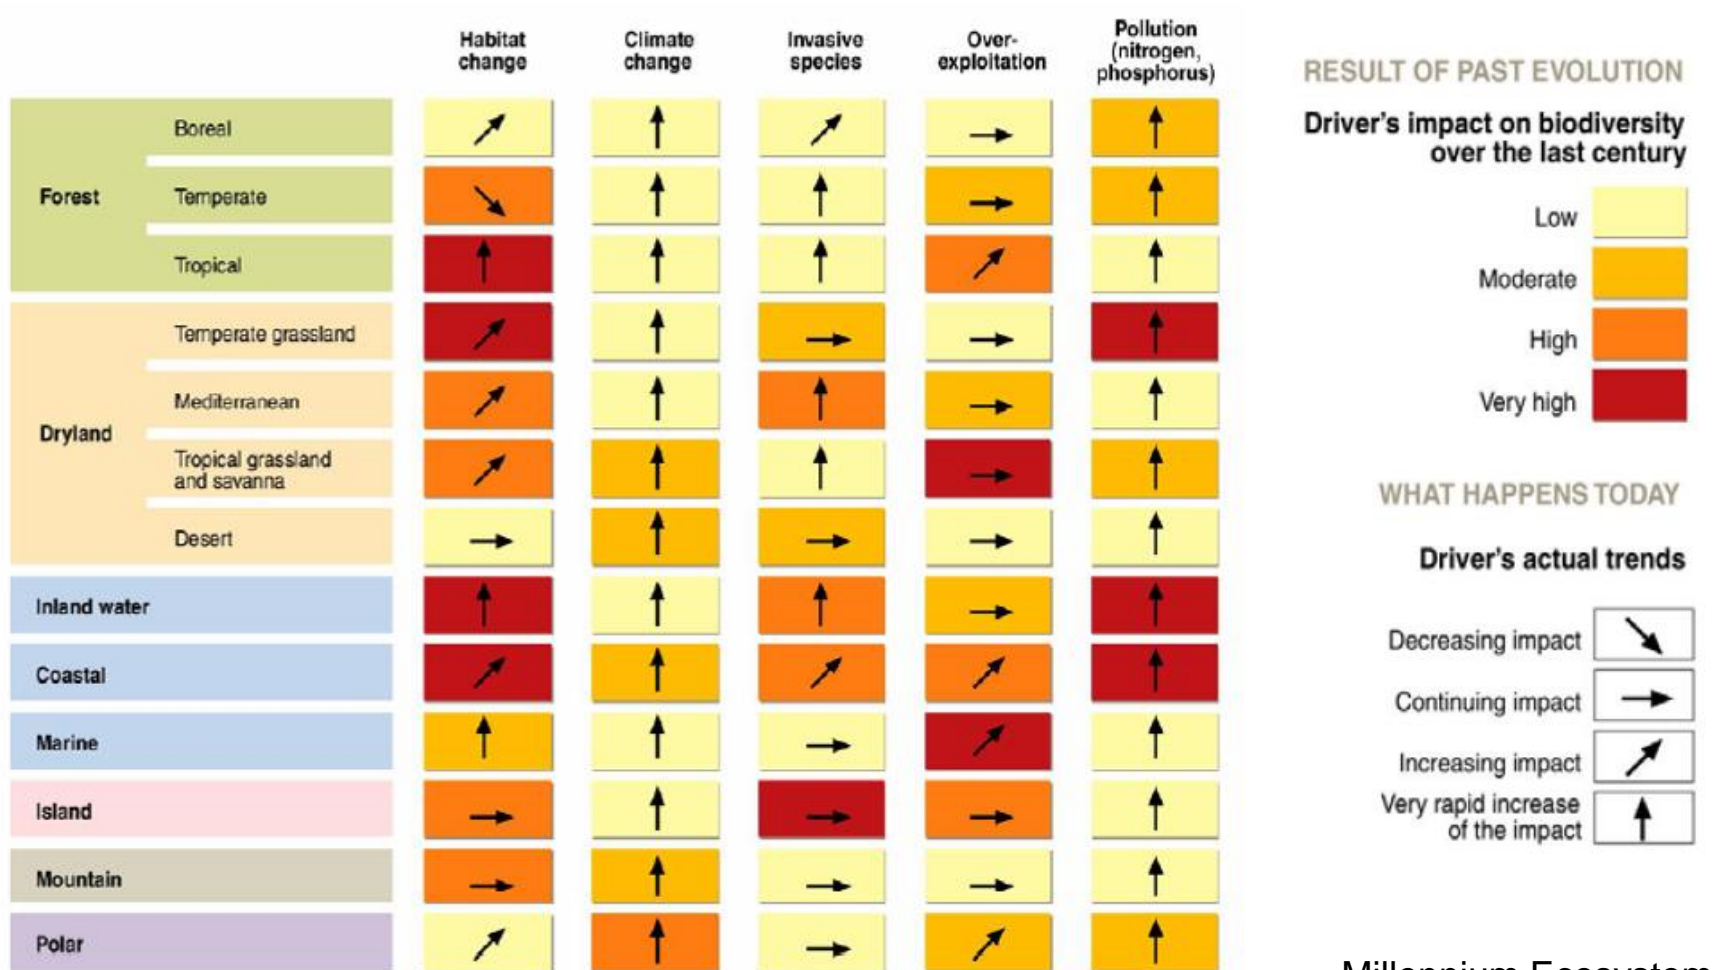 Habitat
change
Climate
change
Invasive
species
Over-
exploitation
Pollution
(nitrogen,
phosphorus)
Forest
Boreal
Temperate
Tropical
Dryland
Temperate grassland
Mediterranean
Tropical grassland
and savanna
Desert
Inland water
Coastal
Marine
Island
Mountain
Polar
RESULT OF PAST EVOLUTION
Driver's impact on biodiversity
over the last century
Low
Moderate
High
Very high
WHAT HAPPENS TODAY
Driver's actual trends
Decreasing impact
Continuing impact
Increasing impact
Very rapid increase
of the impact
Millennium Ecosystem